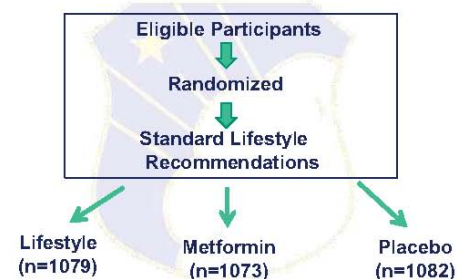 Eligible Participants
Randomized
Standard Lifestyle
Recommendations
Lifestyle
(n=1079)
Metformin
(n=1073)
Placebo
(n=1082)